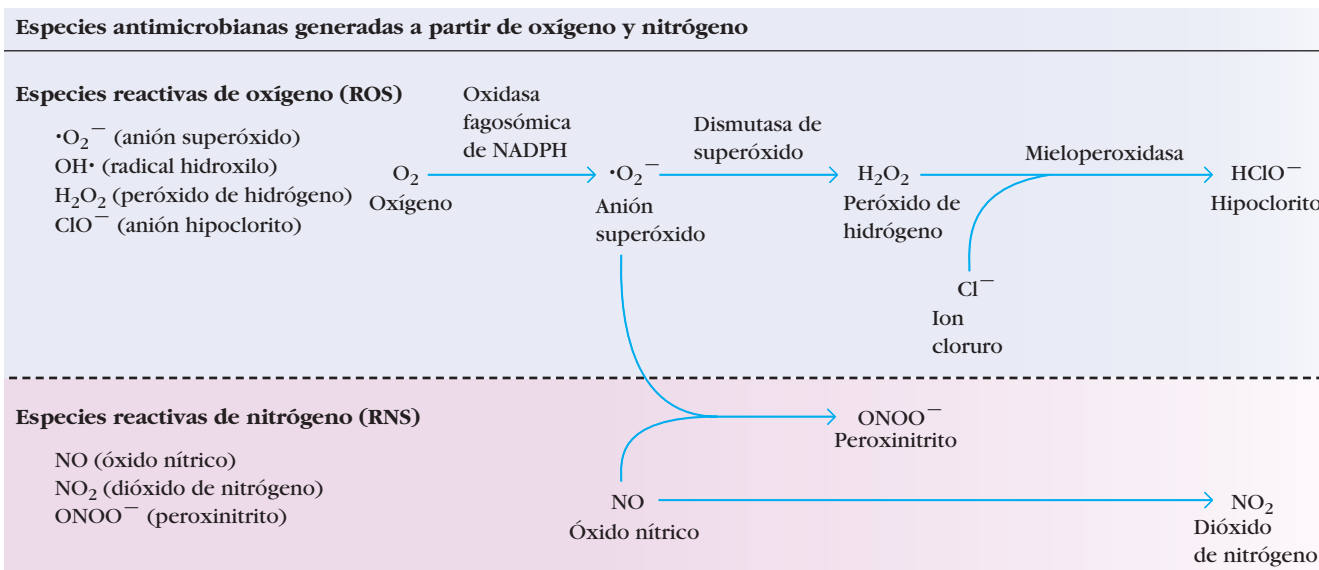 Especies antimicrobianas generadas a partir de oxígeno y nitrógeno
Especies reactivas de oxígeno (ROS)
·O₂⁻ (anión superóxido)
OH· (radical hidroxilo)
H₂O₂ (peróxido de hidrógeno)
ClO⁻ (anión hipoclorito)
O₂
Oxígeno
Oxidasa
fagosómica
de NADPH
·O₂⁻
Anión
superóxido
Dismutasa de
superóxido
H₂O₂
Peróxido de
hidrógeno
Mieloperoxidasa
Cl⁻
Ion
cloruro
HClO⁻
Hipoclorito
Especies reactivas de nitrógeno (RNS)
NO (óxido nítrico)
NO₂ (dióxido de nitrógeno)
ONOO⁻ (peroxinitrito)
ONOO⁻
Peroxinitrito
NO
Óxido nítrico
NO₂
Dióxido
de nitrógeno